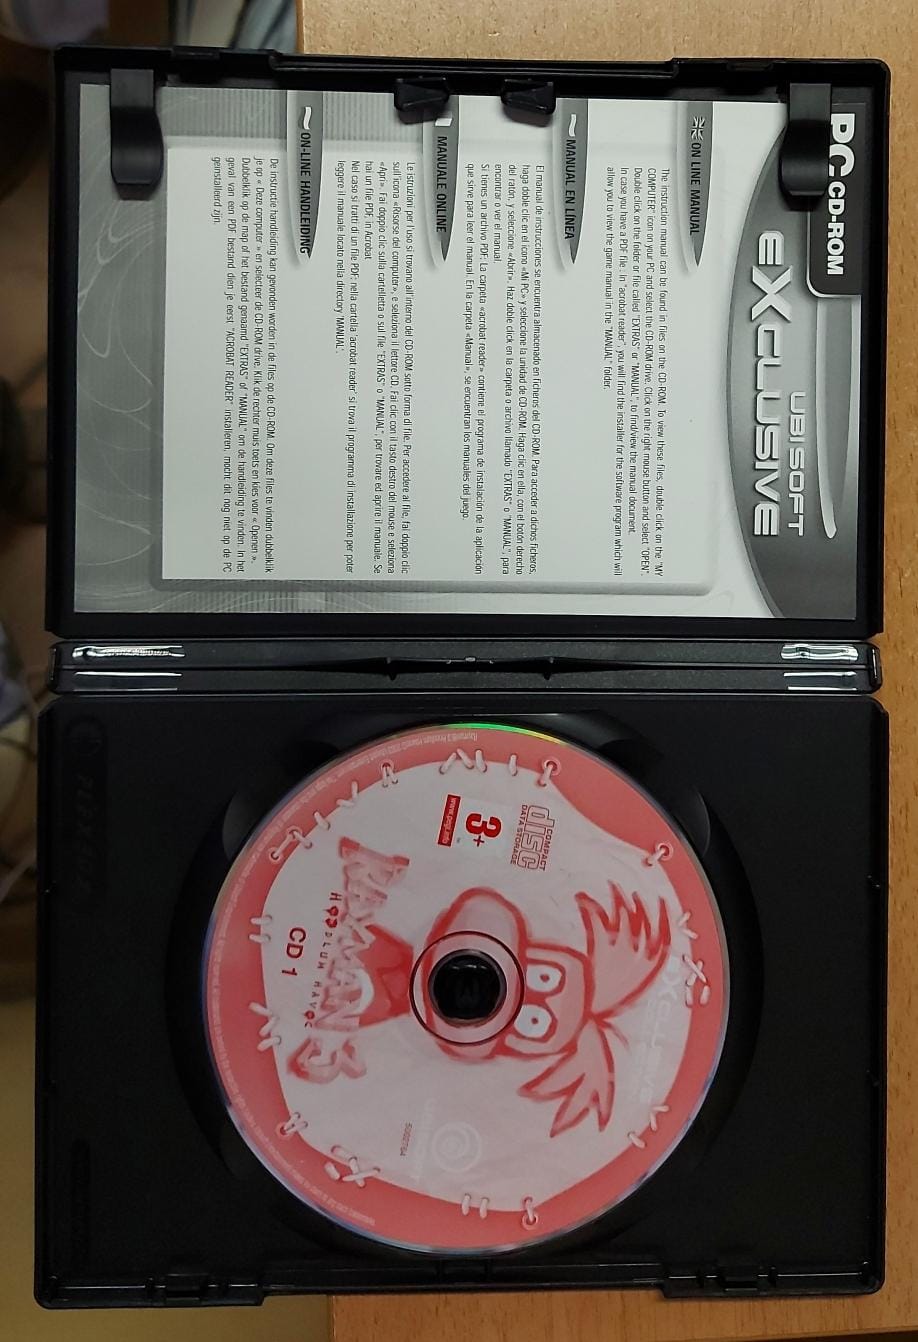 PC CD-ROM
UBISOFT
EXCLUSIVE
ON LINE MANUAL
The instruction manual can be found in files on the CD-ROM. To view these files, double click on the "MY
COMPUTER" icon on your PC and select the CD-ROM drive. Click on the right mouse button and select "OPEN".
Double click on the folder or file called "EXTRAS" or "MANUAL", to find/view the manual document.
In case you have a PDF file : In "acrobat reader", you will find the installer for the software program which will
allow you to view the game manual in the "MANUAL" folder.
MANUAL EN LÍNEA
El manual de instrucciones se encuentra almacenado en ficheros del CD-ROM. Para acceder a dichos ficheros,
haga doble clic en el icono «Mi PC» y seleccione la unidad de CD-ROM. Haga clic en ella, con el botón derecho
del ratón, y seleccione «Abrir». Haz doble click en la carpeta o archivo llamado "EXTRAS" o "MANUAL", para
encontrar o ver el manual.
Si tienes un archivo PDF: La carpeta «acrobat reader» contiene el programa de instalación de la aplicación
que sirve para leer el manual. En la carpeta «Manual», se encuentran los manuales del juego.
MANUALE ONLINE
Le istruzioni per l'uso si trovano all'interno del CD-ROM sotto forma di file. Per accedere al file, fai doppio clic
sull'icona «Risorse del computer», e seleziona il lettore CD. Fai clic con il tasto destro del mouse e seleziona
«Apri». Fai doppio clic sulla cartelletta o sul file "EXTRAS" o "MANUAL", per trovare ed aprire il manuale. Se
hai un file PDF, in Acrobat
Nel caso si tratti di un file PDF: nella cartella 'acrobat reader' si trova il programma di installazione per poter
leggere il manuale locato nella directory 'MANUAL'.
ON-LINE HANDLEIDING
De instructie handleiding kan gevonden worden in de files op de CD-ROM. Om deze files te vinden dubbelklik
je op « Deze computer » en selecteer de CD-ROM drive. Klik de rechter muis toets en kies voor « Openen ».
Dubbelklik op de map of het bestand genaamd "EXTRAS" of "MANUAL" om de handleiding te vinden. In het
geval van een PDF bestand dien je eerst "ACROBAT READER" installeren, mocht dit nog niet op de PC
geïnstalleerd zijn.
EXCLUSIVE
COMPACT
disc
DATA STORAGE
3+
www.pegi.info
RAYMAN 3
HOODLUM HAVOC
CD 1